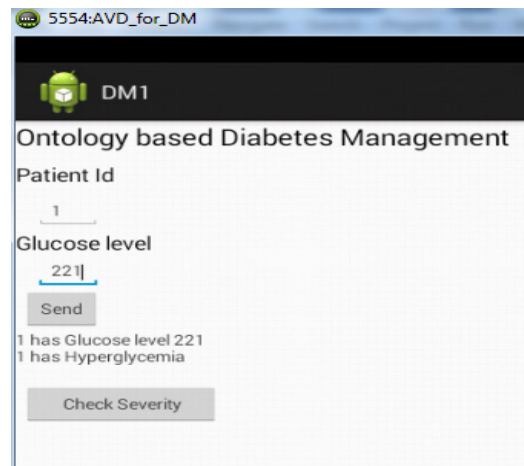 5554:AVD_for_DM
DM1
Ontology based Diabetes Management
Patient Id
1
Glucose level
221
Send
1 has Glucose level 221
1 has Hyperglycemia
Check Severity